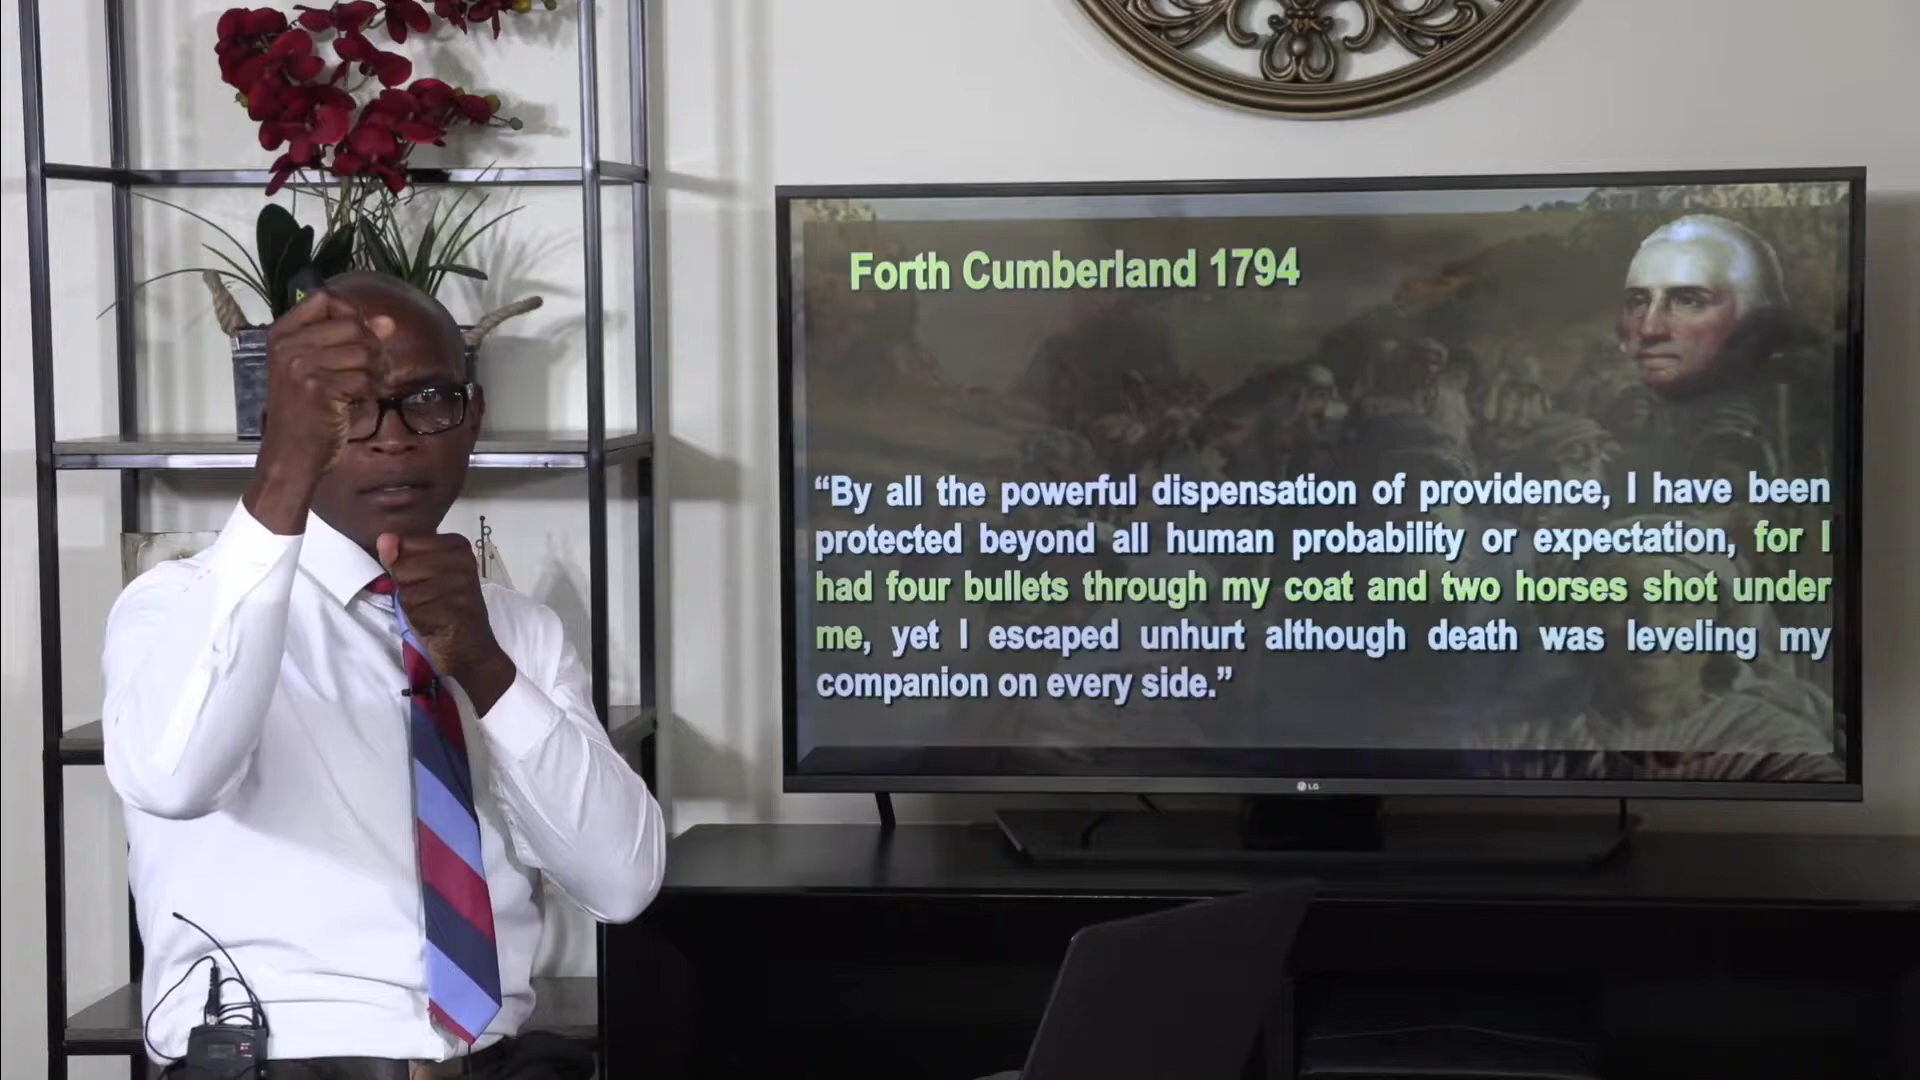 Forth Cumberland 1794
“By all the powerful dispensation of providence, I have been
protected beyond all human probability or expectation, for I
had four bullets through my coat and two horses shot under
me, yet I escaped unhurt although death was leveling my
companion on every side.”
LG